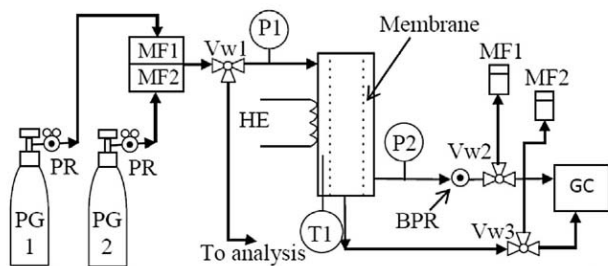 P1
Membrane
MF1
Vw1
MF1
MF2
MF2
HE
P2
Vw2
PR
PR
GC
PG
1
PG
2
BPR
Vw3
T1
To analysis